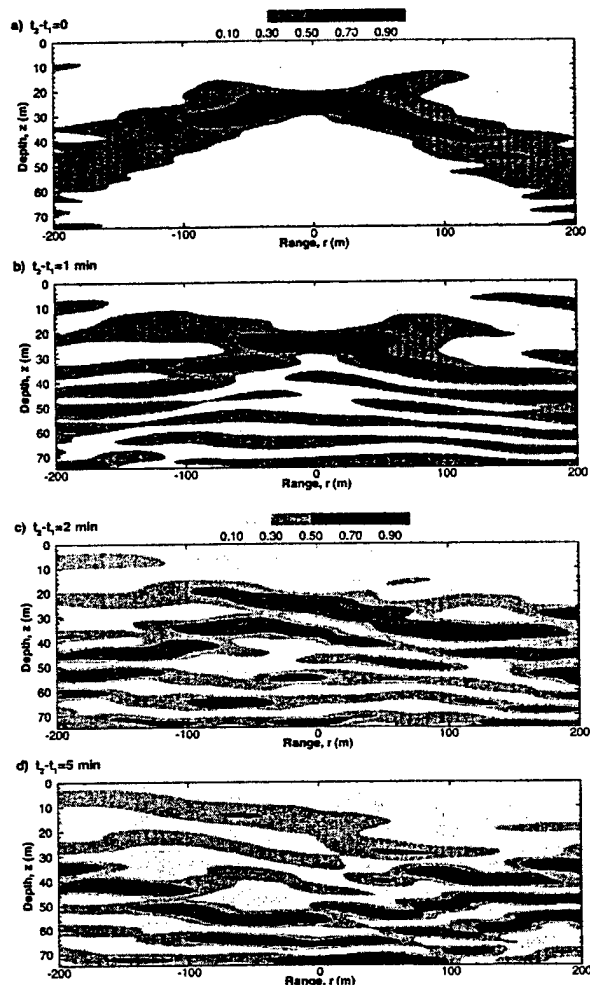 a) t₂-t₁=0
0.10 0.30 0.50 0.70 0.90
0
10
20
30
40
50
60
70
Depth, z (m)
-200 -100 0 100 200
Range, r (m)
b) t₂-t₁=1 min
0
10
20
30
40
50
60
70
Depth, z (m)
-200 -100 0 100 200
Range, r (m)
c) t₂-t₁=2 min
0.10 0.30 0.50 0.70 0.90
0
10
20
30
40
50
60
70
Depth, z (m)
-200 -100 0 100 200
Range, r (m)
d) t₂-t₁=5 min
0
10
20
30
40
50
60
70
Depth, z (m)
-200 -100 0 100 200
Range, r (m)